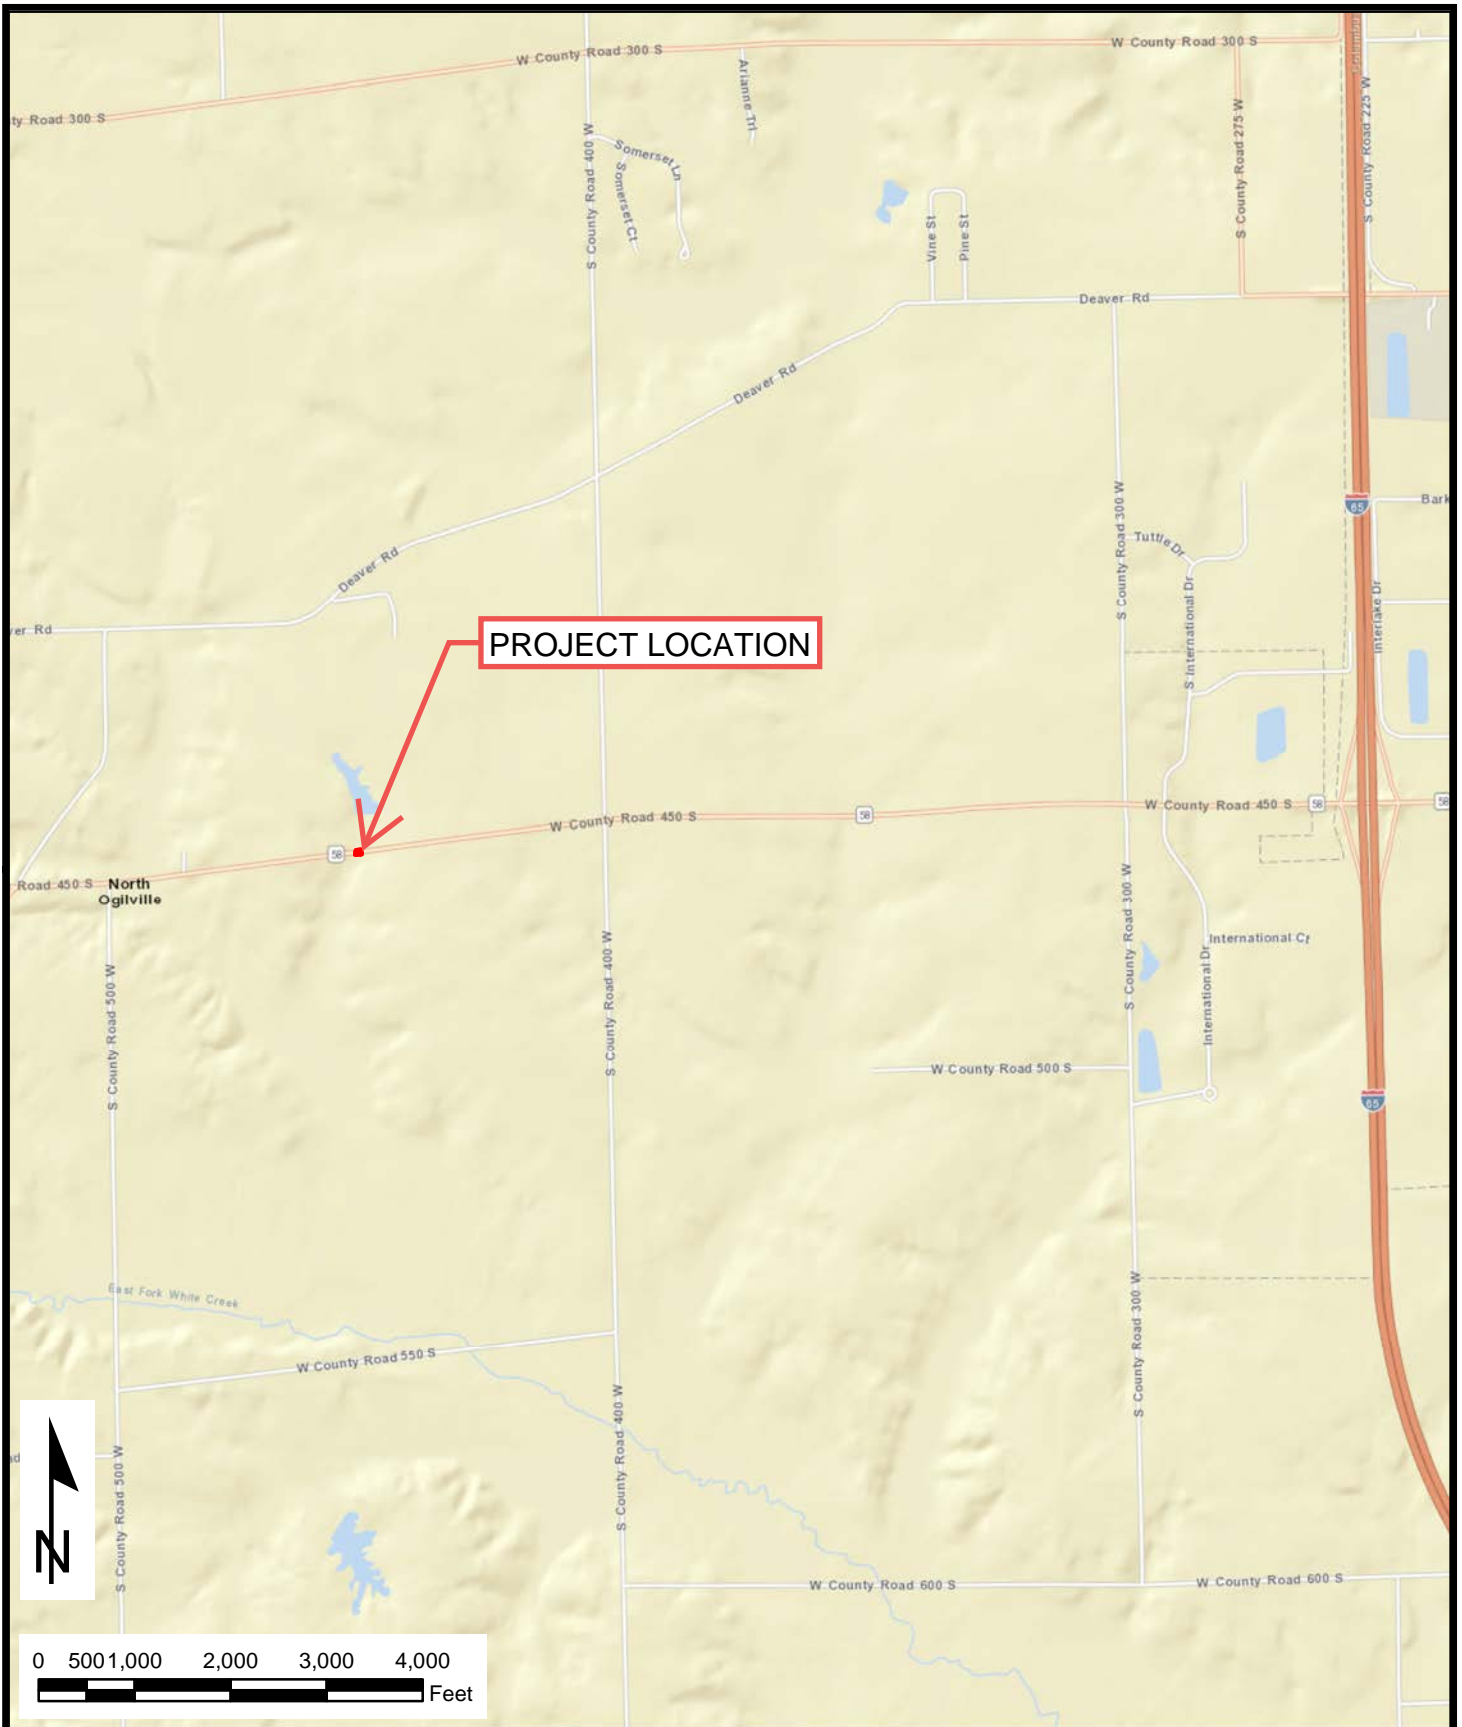 W County Road 300 S
W County Road 300 S
ty Road 300 S
Arianne Trl
S County Road 275 W
S County Road 225 W
S County Road 400 W
Somerset Ln
Somerset Ct
Vine St
Pine St
Deaver Rd
Deaver Rd
Deaver Rd
ver Rd
65
Bark
S County Road 300 W
Tuttle Dr
S International Dr
Interlake Dr
PROJECT LOCATION
W County Road 450 S
58
58
W County Road 450 S
58
58
Road 450 S
North
Ogilville
S County Road 300 W
International Dr
S County Road 400 W
S County Road 500 W
W County Road 500 S
65
East Fork White Creek
W County Road 550 S
S County Road 300 W
S County Road 400 W
S County Road 500 W
N
W County Road 600 S
W County Road 600 S
0 500 1,000 2,000 3,000 4,000
Feet